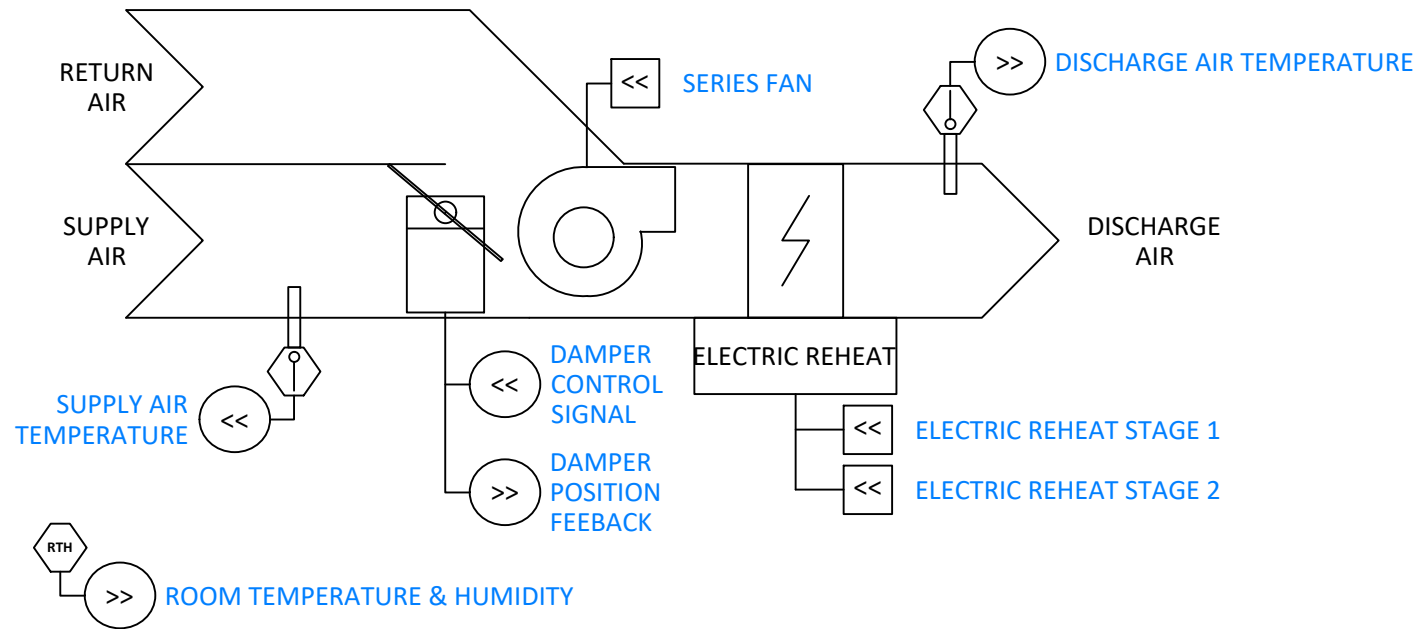 RETURN
AIR
<<
SERIES FAN
>>
DISCHARGE AIR TEMPERATURE
SUPPLY
AIR
DISCHARGE
AIR
ELECTRIC REHEAT
SUPPLY AIR
TEMPERATURE
<<
<<
DAMPER
CONTROL
SIGNAL
>>
DAMPER
POSITION
FEEBACK
<<
ELECTRIC REHEAT STAGE 1
<<
ELECTRIC REHEAT STAGE 2
RTH
>>
ROOM TEMPERATURE & HUMIDITY